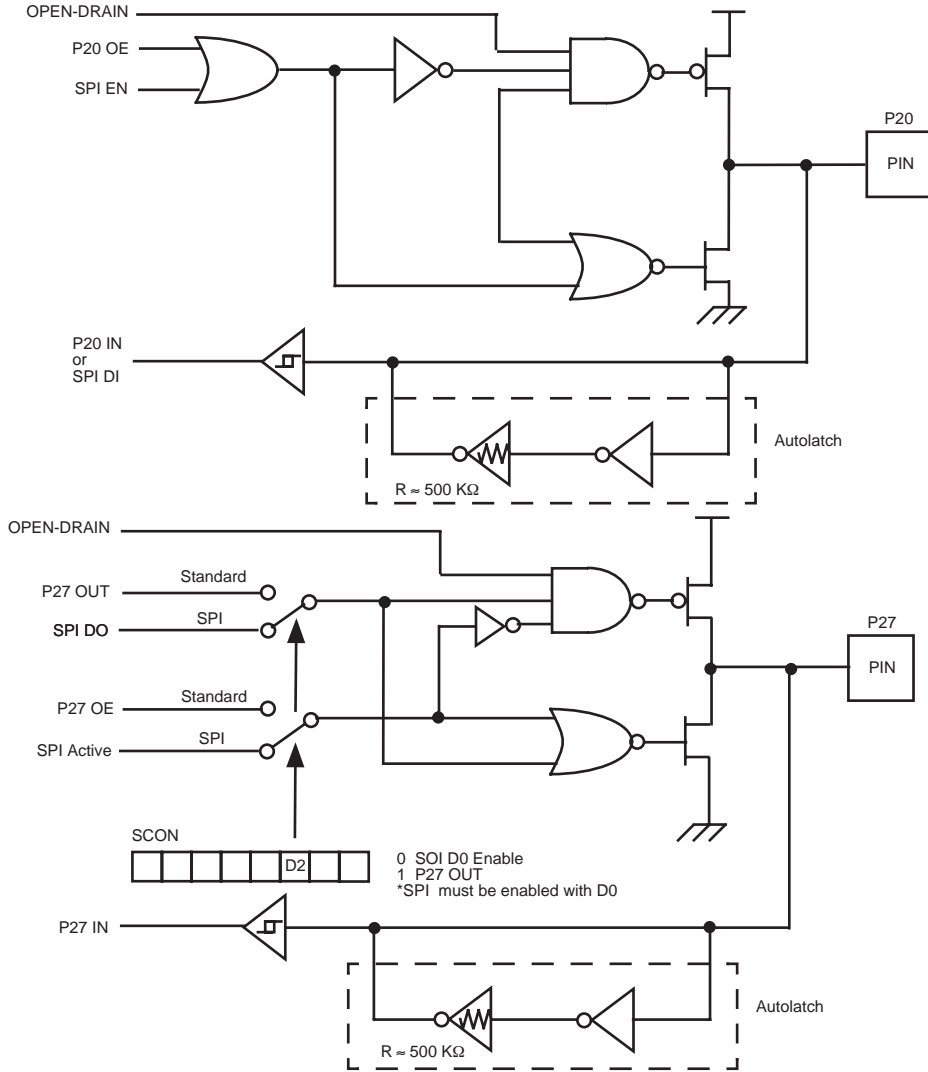 OPEN-DRAIN
P20 OE
SPI EN
P20
PIN
P20 IN
or
SPI DI
Autolatch
R ≈ 500 KΩ
OPEN-DRAIN
P27 OUT
Standard
SPI DO
SPI
P27
PIN
P27 OE
Standard
SPI Active
SPI
SCON
D2
0 SOI D0 Enable
1 P27 OUT
*SPI must be enabled with D0
P27 IN
Autolatch
R ≈ 500 KΩ